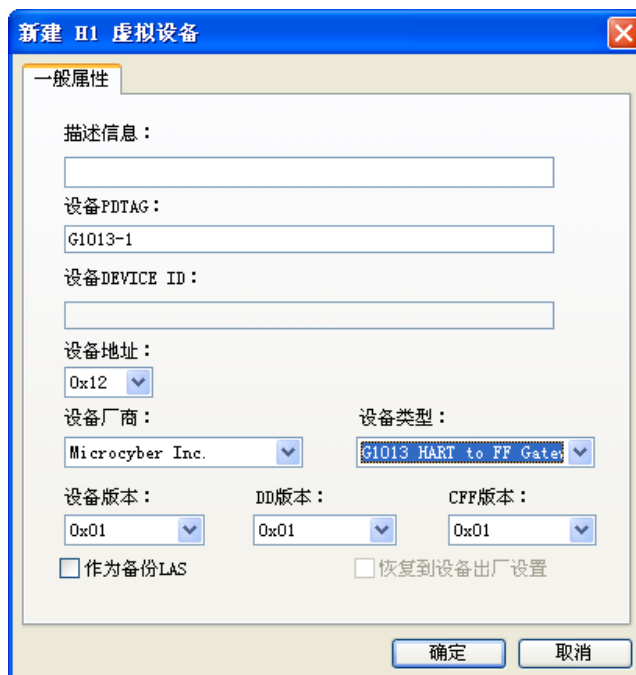 新建 H1 虚拟设备
一般属性
描述信息：
设备PDTAG：
G1013-1
设备DEVICE ID：
设备地址：
0x12
设备厂商： 设备类型：
Microcyber Inc. G1013 HART to FF Gatew
设备版本： DD版本： CFF版本：
0x01 0x01 0x01
作为备份LAS 恢复到设备出厂设置
确定 取消